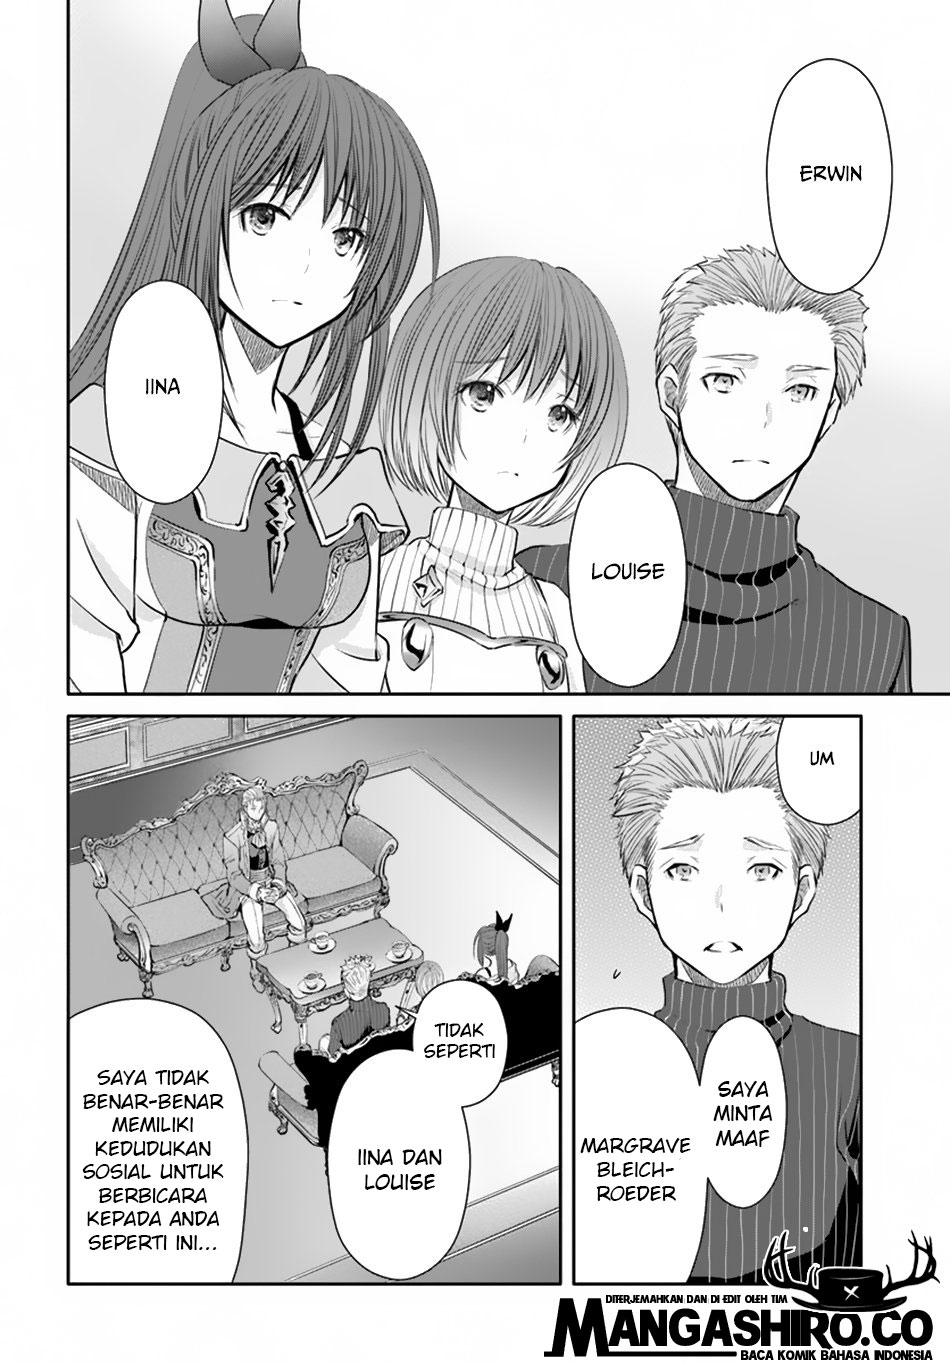 ERWIN
LOUISE
IINA
UM
SAYA
MINTA
MAAF
MARGRAVE
BLEICH-
ROEDER
TIDAK
SEPERTI
IINA DAN
LOUISE
SAYA TIDAK
BENAR-BENAR
MEMILIKI
KEDUDUKAN
SOSIAL UNTUK
BERBICARA
KEPADA ANDA
SEPERTI INI...
DITERJEMAHKAN DAN DI EDIT OLEH TIM
MANGASHIRO.CO
BACA KOMIK BAHASA INDONESIA